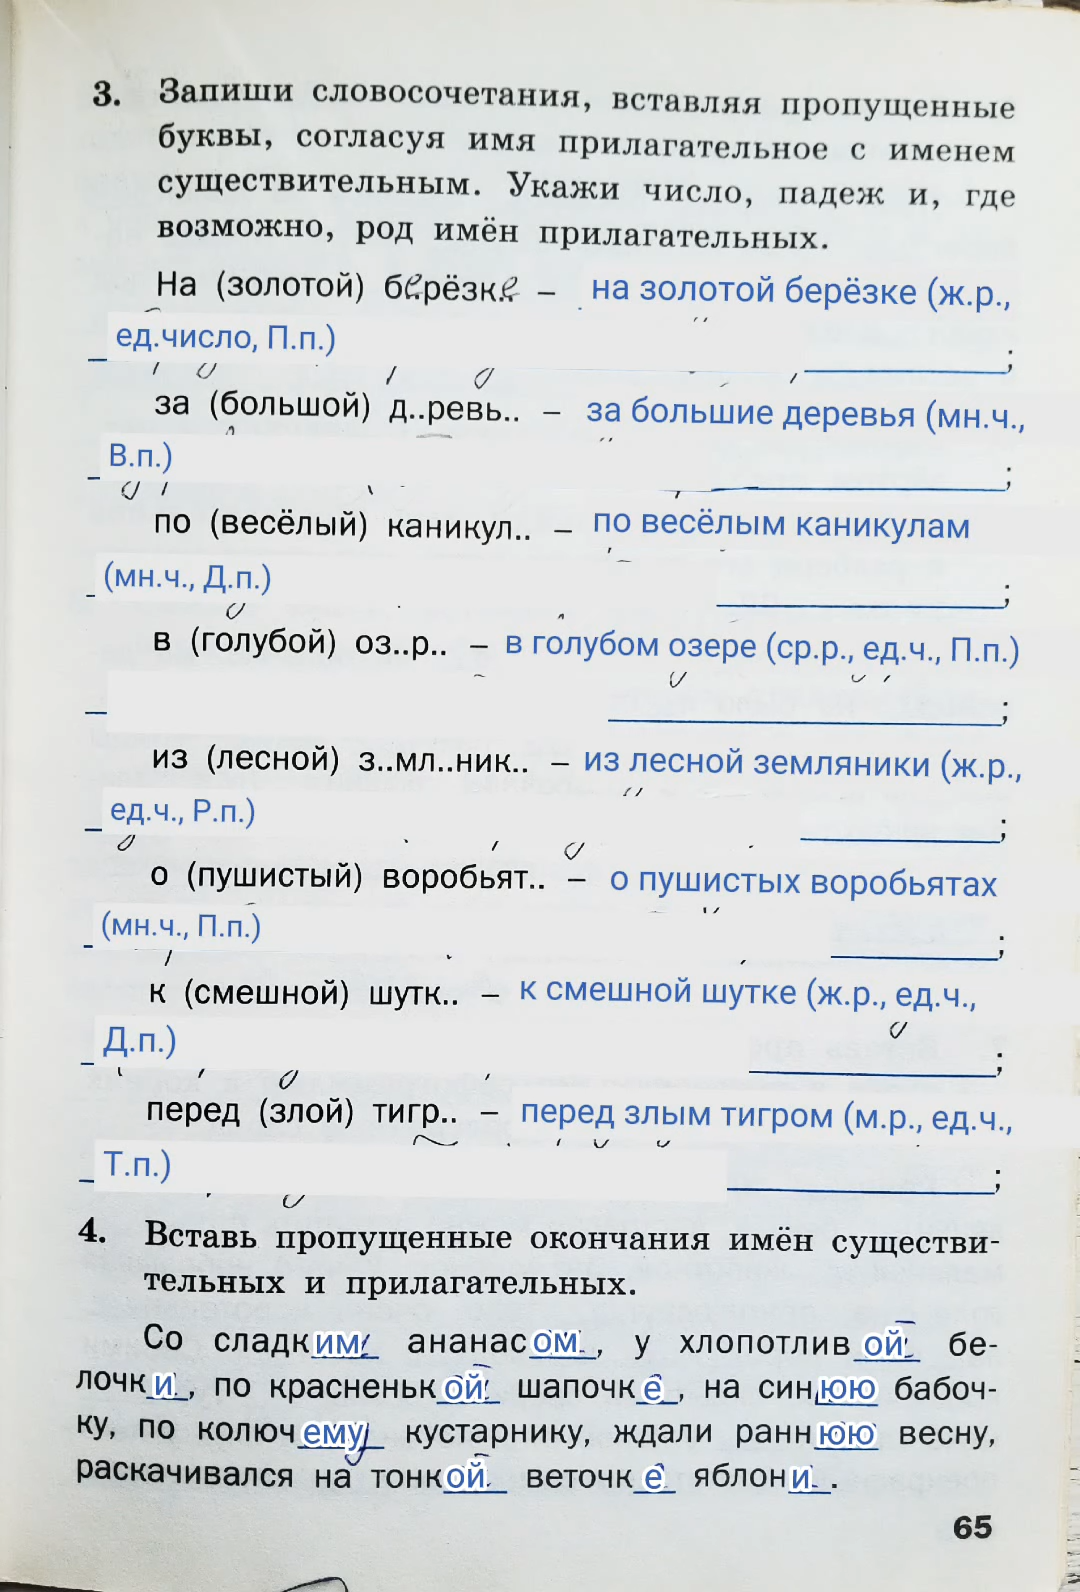 3. Запиши словосочетания, вставляя пропущенные
буквы, согласуя имя прилагательное с именем
существительным. Укажи число, падеж и, где
возможно, род имён прилагательных.
На (золотой) берёзке – на золотой берёзке (ж.р.,
ед.число, П.п.) ;
за (большой) д..ревь.. – за большие деревья (мн.ч.,
В.п.) ;
по (весёлый) каникул.. – по весёлым каникулам
(мн.ч., Д.п.) ;
в (голубой) оз..р.. – в голубом озере (ср.р., ед.ч., П.п.)
;
из (лесной) з..мл..ник.. – из лесной земляники (ж.р.,
ед.ч., Р.п.) ;
о (пушистый) воробьят.. – о пушистых воробьятах
(мн.ч., П.п.) ;
к (смешной) шутк.. – к смешной шутке (ж.р., ед.ч.,
Д.п.) ;
перед (злой) тигр.. – перед злым тигром (м.р., ед.ч.,
Т.п.) ;
4. Вставь пропущенные окончания имён существи-
тельных и прилагательных.
Со сладким ананасом, у хлопотливой бе-
лочки, по красненькой шапочке, на синюю бабоч-
ку, по колючему кустарнику, ждали раннюю весну,
раскачивался на тонкой веточке яблони.
65